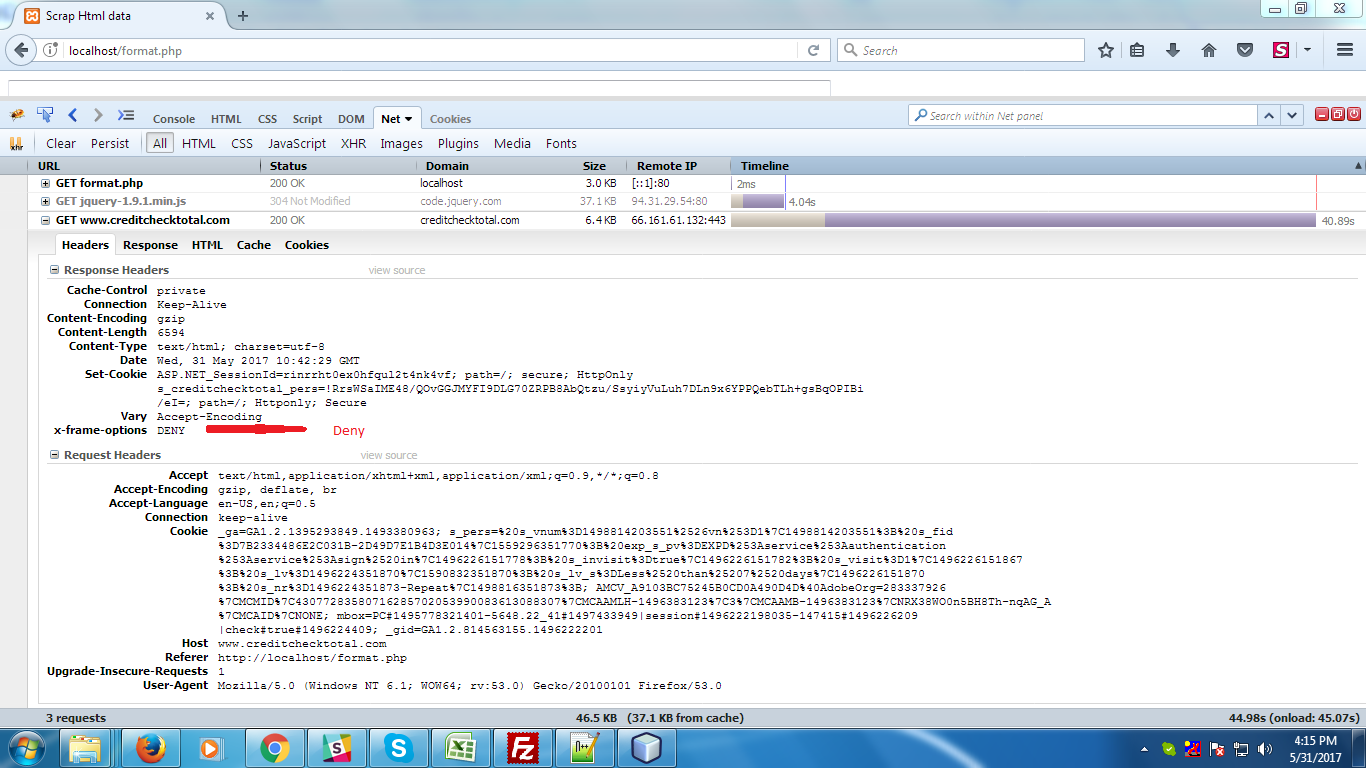 Scrap Html data
localhost/format.php
Search
Console HTML CSS Script DOM Net Cookies
Search within Net panel
Clear Persist All HTML CSS JavaScript XHR Images Plugins Media Fonts
URL Status Domain Size Remote IP Timeline
GET format.php 200 OK localhost 3.0 KB [::1]:80 2ms
GET jquery-1.9.1.min.js 304 Not Modified code.jquery.com 37.1 KB 94.31.29.54:80 4.04s
GET www.creditchecktotal.com 200 OK creditchecktotal.com 6.4 KB 66.161.61.132:443 40.89s
Headers Response HTML Cache Cookies
Response Headers view source
Cache-Control private
Connection Keep-Alive
Content-Encoding gzip
Content-Length 6594
Content-Type text/html; charset=utf-8
Date Wed, 31 May 2017 10:42:29 GMT
Set-Cookie ASP.NET_SessionId=rinrrht0ex0hfqul2t4nk4vf; path=/; secure; HttpOnly
s_creditchecktotal_pers=!RrsWSaIME48/QOvGGJMYFI9DLG70ZRPB8AbQtzu/SsyiyVuLuh7DLn9x6YPPQebTLh+gsBqOPIBi
/eI=; path=/; Httponly; Secure
Vary Accept-Encoding
x-frame-options DENY Deny
Request Headers view source
Accept text/html,application/xhtml+xml,application/xml;q=0.9,*/*;q=0.8
Accept-Encoding gzip, deflate, br
Accept-Language en-US,en;q=0.5
Connection keep-alive
Cookie _ga=GA1.2.1395293849.1493380963; s_pers=%20s_vnum%3D1498814203551%2526vn%253D1%7C1498814203551%3B%20s_fid
%3D7B2334486E2C031B-2D49D7E1B4D3E014%7C1559296351770%3B%20exp_s_pv%3DEXPD%253Aservice%253Aauthentication
%253Aservice%253Asign%2520in%7C1496226151778%3B%20s_invisit%3Dtrue%7C1496226151782%3B%20s_visit%3D1%7C1496226151867
%3B%20s_lv%3D1496224351870%7C1590832351870%3B%20s_lv_s%3DLess%2520than%25207%2520days%7C1496226151870
%3B%20s_nr%3D1496224351873-Repeat%7C1498816351873%3B; AMCV_A9103BC75245B0CD0A490D4D%40AdobeOrg=283337926
%7CMCMID%7C43077283580716285702053990083613088307%7CMCAAMLH-1496383123%7C3%7CMCAAMB-1496383123%7CNRX38WO0n5BH8Th-nqAG_A
%7CMCAID%7CNONE; mbox=PC#1495778321401-5648.22_41#1497433949|session#1496222198035-147415#1496226209
|check#true#1496224409; _gid=GA1.2.814563155.1496222201
Host www.creditchecktotal.com
Referer http://localhost/format.php
Upgrade-Insecure-Requests 1
User-Agent Mozilla/5.0 (Windows NT 6.1; WOW64; rv:53.0) Gecko/20100101 Firefox/53.0
3 requests 46.5 KB (37.1 KB from cache) 44.98s (onload: 45.07s)
4:15 PM
5/31/2017